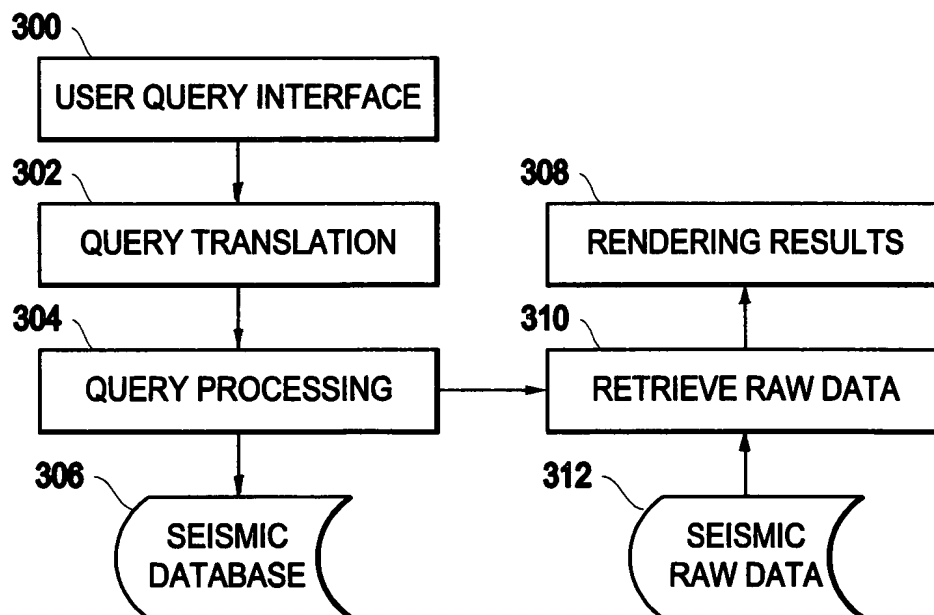 300
USER QUERY INTERFACE
302
QUERY TRANSLATION
304
QUERY PROCESSING
306
SEISMIC
DATABASE
308
RENDERING RESULTS
310
RETRIEVE RAW DATA
312
SEISMIC
RAW DATA